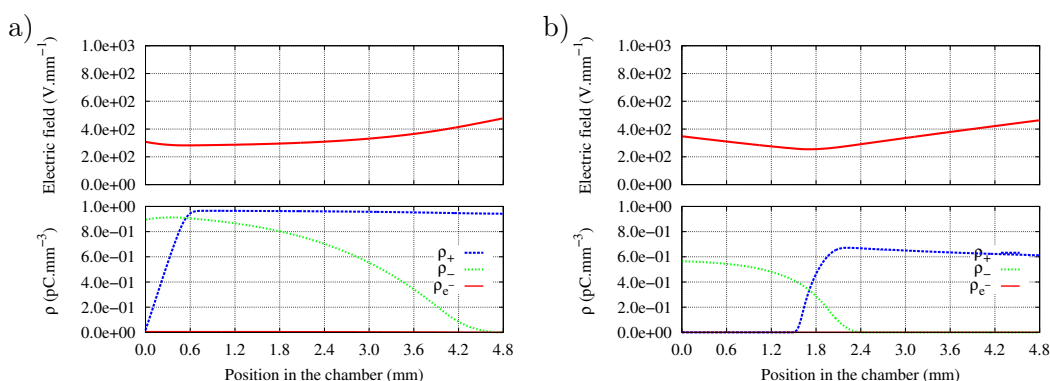 a)
Electric field (V.mm⁻¹)
1.0e+03
8.0e+02
6.0e+02
4.0e+02
2.0e+02
0.0e+00
ρ (pC.mm⁻³)
1.0e+00
8.0e−01
6.0e−01
4.0e−01
2.0e−01
0.0e+00
ρ₊
ρ₋
ρₑ⁻
0.0 0.6 1.2 1.8 2.4 3.0 3.6 4.2 4.8
Position in the chamber (mm)
b)
Electric field (V.mm⁻¹)
1.0e+03
8.0e+02
6.0e+02
4.0e+02
2.0e+00
0.0e+00
ρ (pC.mm⁻³)
1.0e+00
8.0e−01
6.0e−01
4.0e−01
2.0e−01
0.0e+00
ρ₊
ρ₋
ρₑ⁻
0.0 0.6 1.2 1.8 2.4 3.0 3.6 4.2 4.8
Position in the chamber (mm)